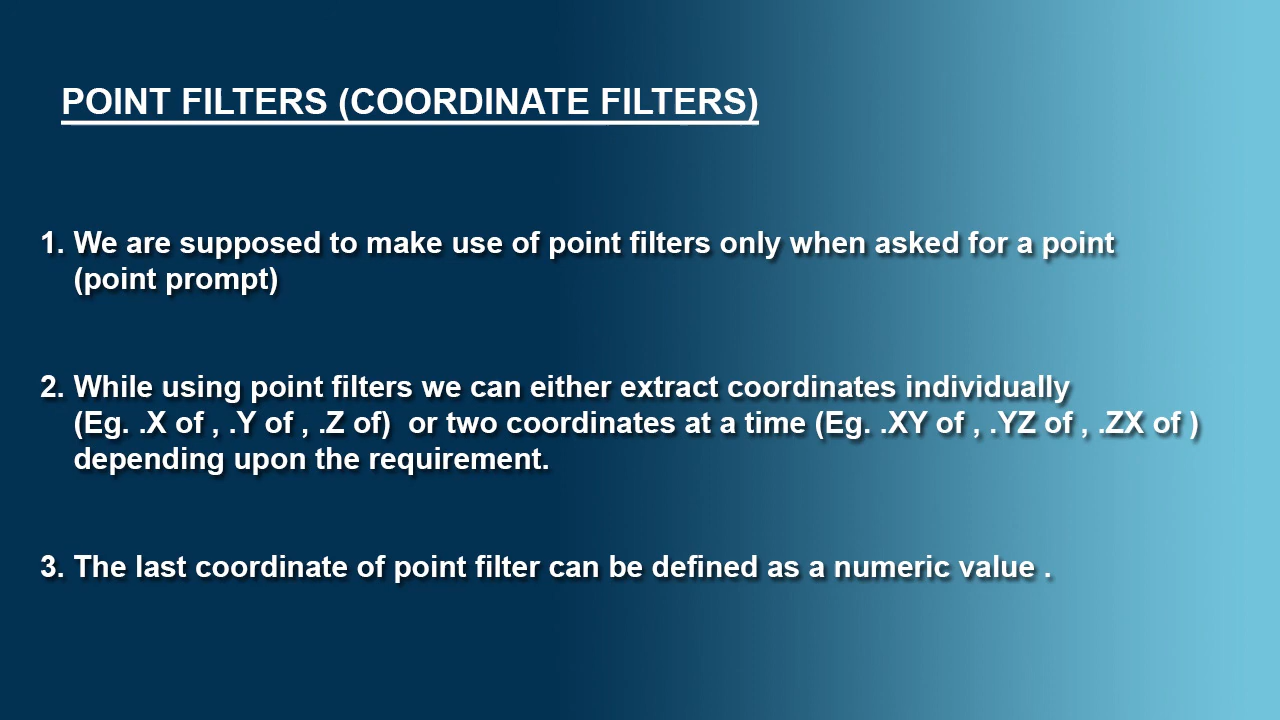 POINT FILTERS (COORDINATE FILTERS)
1. We are supposed to make use of point filters only when asked for a point
(point prompt)
2. While using point filters we can either extract coordinates individually
(Eg. .X of , .Y of , .Z of)  or two coordinates at a time (Eg. .XY of , .YZ of , .ZX of )
depending upon the requirement.
3. The last coordinate of point filter can be defined as a numeric value .